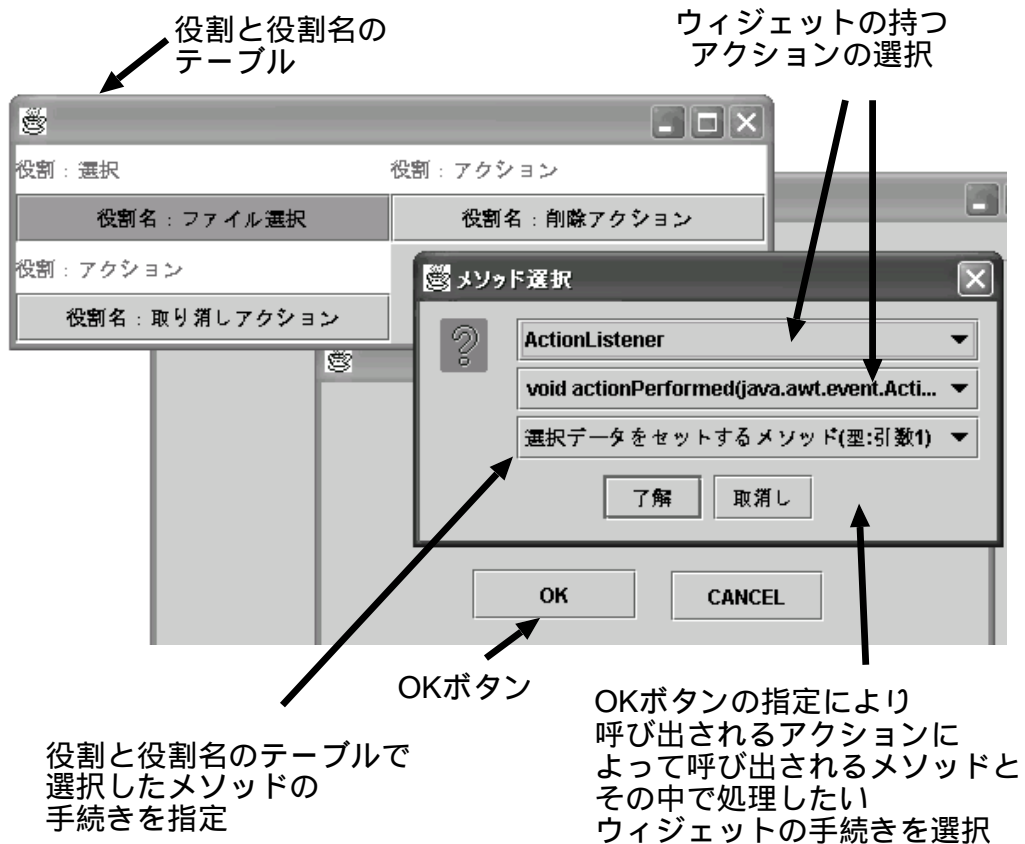 役割と役割名の
テーブル
ウィジェットの持つ
アクションの選択
役割：選択
役割：アクション
役割名：ファイル選択
役割名：削除アクション
役割：アクション
役割名：取り消しアクション
メソッド選択
ActionListener
void actionPerformed(java.awt.event.Acti...
選択データをセットするメソッド(型:引数1)
了解
取消し
OK
CANCEL
OKボタン
役割と役割名のテーブルで
選択したメソッドの
手続きを指定
OKボタンの指定により
呼び出されるアクションに
よって呼び出されるメソッドと
その中で処理したい
ウィジェットの手続きを選択